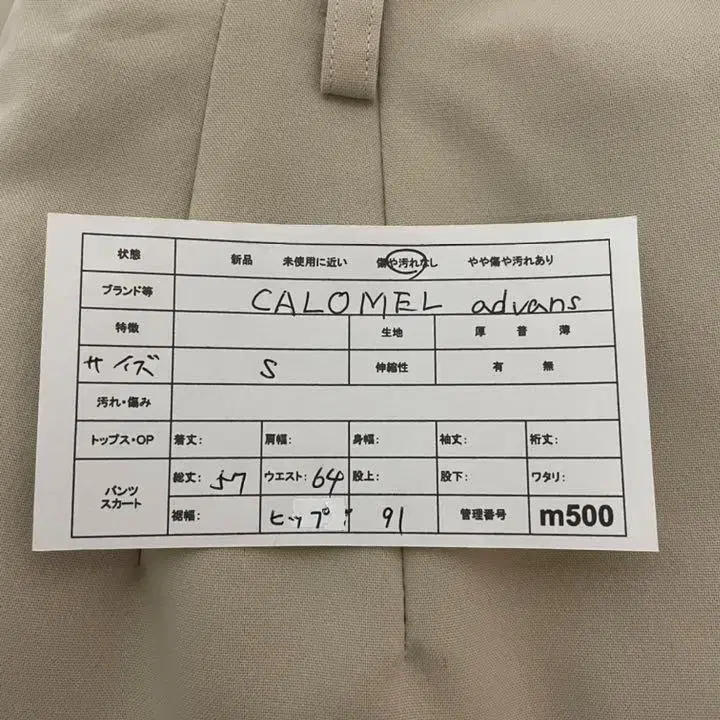 状態 新品 未使用に近い 傷や汚れなし やや傷や汚れあり
ブランド等 CALOMEL advans
特徴 生地 厚 普 薄
サイズ S 伸縮性 有 無
汚れ・傷み
トップス・OP 着丈: 肩幅: 身幅: 袖丈: 裄丈:
パンツ スカート 総丈: 57 ウエスト: 64 股上: 股下: ワタリ:
裾幅: ヒップ: 91 管理番号 m500